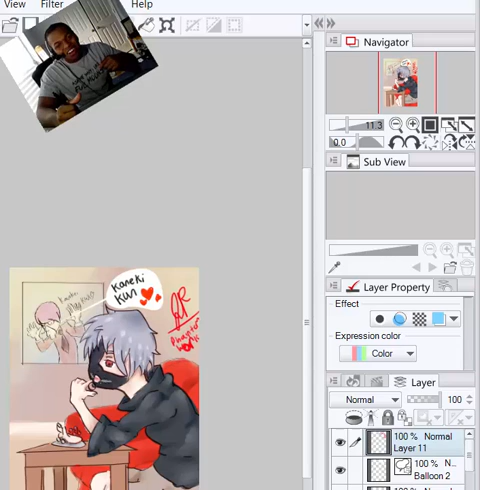 View Filter Help
Navigator
11.3
0.0
Sub View
Layer Property
Effect
Expression color
Color
Layer
Normal 100
100 % Normal
Layer 11
100 % N...
Balloon 2
Kaneki
Kun